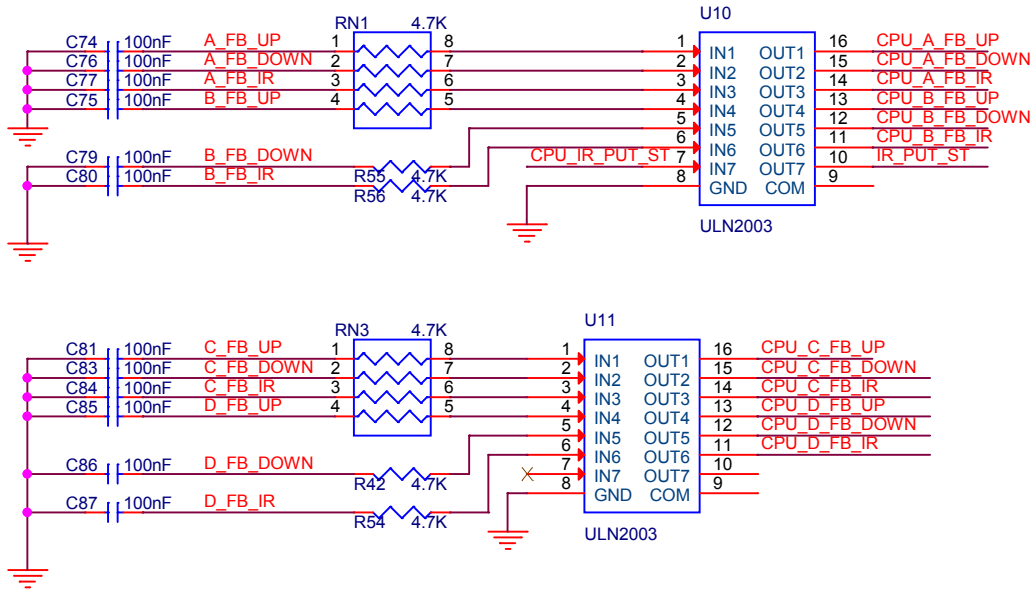 RN1 4.7K U10
C74 100nF A_FB_UP 1 8 1 IN1 OUT1 16 CPU_A_FB_UP
C76 100nF A_FB_DOWN 2 7 2 IN2 OUT2 15 CPU_A_FB_DOWN
C77 100nF A_FB_IR 3 6 3 IN3 OUT3 14 CPU_A_FB_IR
C75 100nF B_FB_UP 4 5 4 IN4 OUT4 13 CPU_B_FB_UP
5 IN5 OUT5 12 CPU_B_FB_DOWN
6 IN6 OUT6 11 CPU_B_FB_IR
C79 100nF B_FB_DOWN R55 4.7K CPU_IR_PUT_ST 7 IN7 OUT7 10 IR_PUT_ST
C80 100nF B_FB_IR R56 4.7K 8 GND COM 9
ULN2003
RN3 4.7K U11
C81 100nF C_FB_UP 1 8 1 IN1 OUT1 16 CPU_C_FB_UP
C83 100nF C_FB_DOWN 2 7 2 IN2 OUT2 15 CPU_C_FB_DOWN
C84 100nF C_FB_IR 3 6 3 IN3 OUT3 14 CPU_C_FB_IR
C85 100nF D_FB_UP 4 5 4 IN4 OUT4 13 CPU_D_FB_UP
5 IN5 OUT5 12 CPU_D_FB_DOWN
6 IN6 OUT6 11 CPU_D_FB_IR
C86 100nF D_FB_DOWN R42 4.7K 7 IN7 OUT7 10
8 GND COM 9
C87 100nF D_FB_IR R54 4.7K
ULN2003